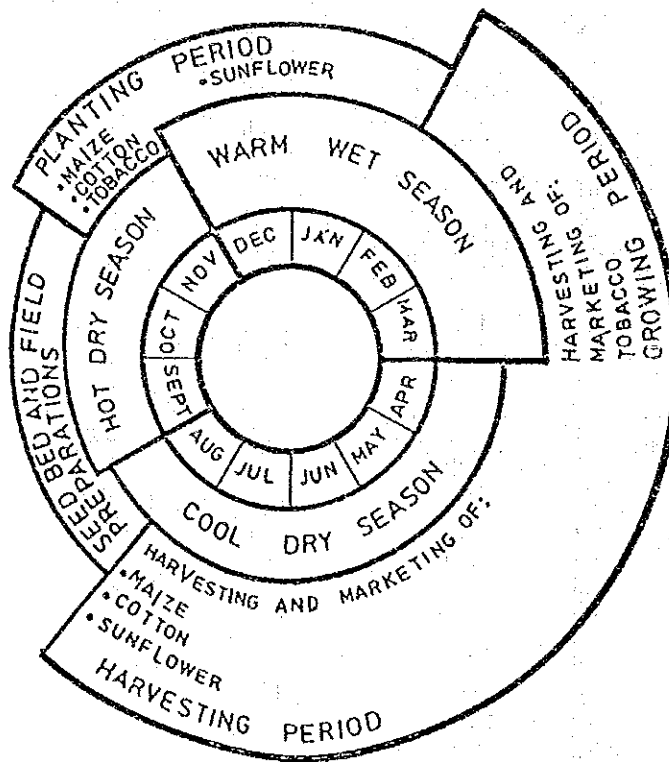 PLANTING PERIOD
•SUNFLOWER
•MAIZE
•COTTON
•TOBACCO
WARM WET SEASON
HARVESTING AND
MARKETING OF:
TOBACCO
GROWING PERIOD
HOT DRY SEASON
SEED BED AND FIELD
PREPARATIONS
JAN
FEB
MAR
APR
MAY
JUN
JUL
AUG
SEPT
OCT
NOV
DEC
COOL DRY SEASON
HARVESTING AND MARKETING OF:
•MAIZE
•COTTON
•SUNFLOWER
HARVESTING PERIOD